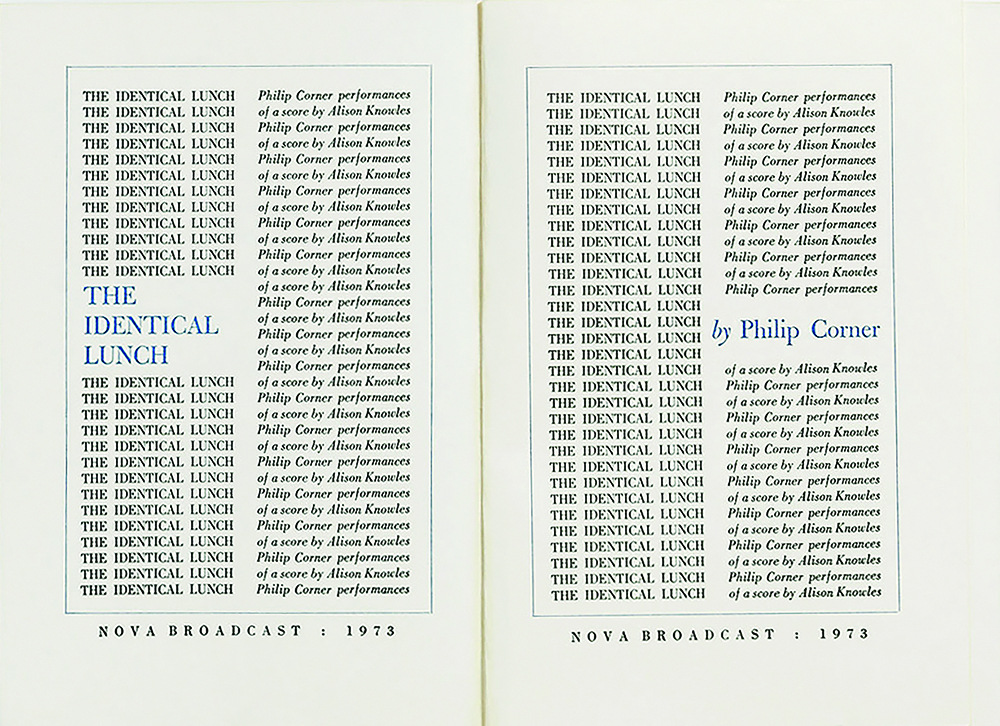 THE IDENTICAL LUNCH Philip Corner performances
THE IDENTICAL LUNCH of a score by Alison Knowles
THE IDENTICAL LUNCH Philip Corner performances
THE IDENTICAL LUNCH of a score by Alison Knowles
THE IDENTICAL LUNCH Philip Corner performances
THE IDENTICAL LUNCH of a score by Alison Knowles
THE IDENTICAL LUNCH Philip Corner performances
THE IDENTICAL LUNCH of a score by Alison Knowles
THE IDENTICAL LUNCH Philip Corner performances
THE IDENTICAL LUNCH of a score by Alison Knowles
THE IDENTICAL LUNCH Philip Corner performances
THE IDENTICAL LUNCH of a score by Alison Knowles
THE
IDENTICAL
LUNCH
of a score by Alison Knowles
Philip Corner performances
of a score by Alison Knowles
Philip Corner performances
of a score by Alison Knowles
Philip Corner performances
THE IDENTICAL LUNCH of a score by Alison Knowles
THE IDENTICAL LUNCH Philip Corner performances
THE IDENTICAL LUNCH of a score by Alison Knowles
THE IDENTICAL LUNCH Philip Corner performances
THE IDENTICAL LUNCH of a score by Alison Knowles
THE IDENTICAL LUNCH Philip Corner performances
THE IDENTICAL LUNCH of a score by Alison Knowles
THE IDENTICAL LUNCH Philip Corner performances
THE IDENTICAL LUNCH of a score by Alison Knowles
THE IDENTICAL LUNCH Philip Corner performances
THE IDENTICAL LUNCH of a score by Alison Knowles
THE IDENTICAL LUNCH Philip Corner performances
THE IDENTICAL LUNCH of a score by Alison Knowles
THE IDENTICAL LUNCH Philip Corner performances
NOVA BROADCAST : 1973
THE IDENTICAL LUNCH Philip Corner performances
THE IDENTICAL LUNCH of a score by Alison Knowles
THE IDENTICAL LUNCH Philip Corner performances
THE IDENTICAL LUNCH of a score by Alison Knowles
THE IDENTICAL LUNCH Philip Corner performances
THE IDENTICAL LUNCH of a score by Alison Knowles
THE IDENTICAL LUNCH Philip Corner performances
THE IDENTICAL LUNCH of a score by Alison Knowles
THE IDENTICAL LUNCH Philip Corner performances
THE IDENTICAL LUNCH of a score by Alison Knowles
THE IDENTICAL LUNCH Philip Corner performances
THE IDENTICAL LUNCH of a score by Alison Knowles
THE IDENTICAL LUNCH Philip Corner performances
THE IDENTICAL LUNCH
THE IDENTICAL LUNCH
by Philip Corner
THE IDENTICAL LUNCH
THE IDENTICAL LUNCH
THE IDENTICAL LUNCH of a score by Alison Knowles
THE IDENTICAL LUNCH Philip Corner performances
THE IDENTICAL LUNCH of a score by Alison Knowles
THE IDENTICAL LUNCH Philip Corner performances
THE IDENTICAL LUNCH of a score by Alison Knowles
THE IDENTICAL LUNCH Philip Corner performances
THE IDENTICAL LUNCH of a score by Alison Knowles
THE IDENTICAL LUNCH Philip Corner performances
THE IDENTICAL LUNCH of a score by Alison Knowles
THE IDENTICAL LUNCH Philip Corner performances
THE IDENTICAL LUNCH of a score by Alison Knowles
THE IDENTICAL LUNCH Philip Corner performances
THE IDENTICAL LUNCH of a score by Alison Knowles
THE IDENTICAL LUNCH Philip Corner performances
THE IDENTICAL LUNCH of a score by Alison Knowles
NOVA BROADCAST : 1973